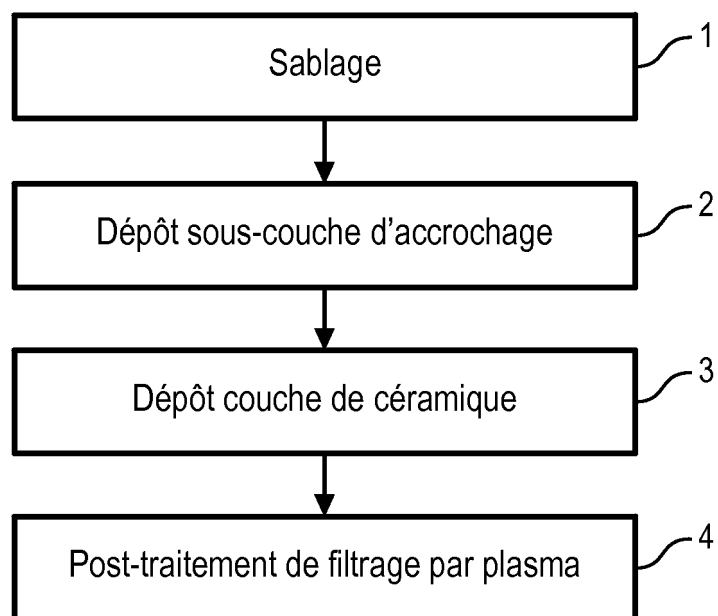 Sablage
1
Dépôt sous-couche d'accrochage
2
Dépôt couche de céramique
3
Post-traitement de filtrage par plasma
4